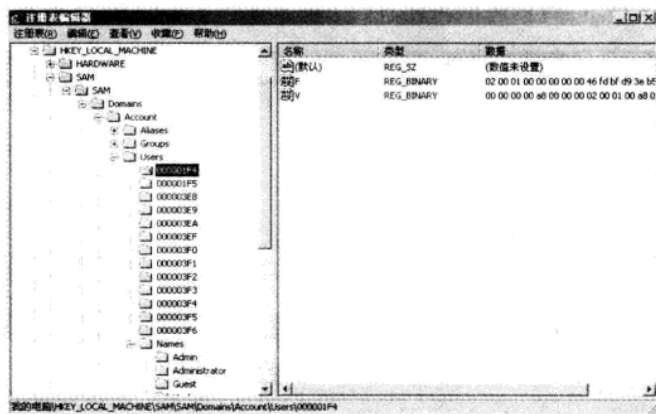 注册表编辑器
注册表(R) 编辑(E) 查看(V) 收藏(F) 帮助(H)
HKEY_LOCAL_MACHINE
HARDWARE
SAM
SAM
Domains
Account
Aliases
Groups
Users
000001F4
000001F5
000003E8
000003E9
000003EA
000003EF
000003F0
000003F1
000003F2
000003F3
000003F4
000003F5
000003F6
Names
Admin
Administrator
Guest
名称 类型 数据
(默认) REG_SZ (数值未设置)
F REG_BINARY 02 00 01 00 00 00 00 00 46 fd bf d9 3e b5
V REG_BINARY 00 00 00 00 a8 00 00 00 02 00 01 00 a8 0
我的电脑\HKEY_LOCAL_MACHINE\SAM\SAM\Domains\Account\Users\000001F4